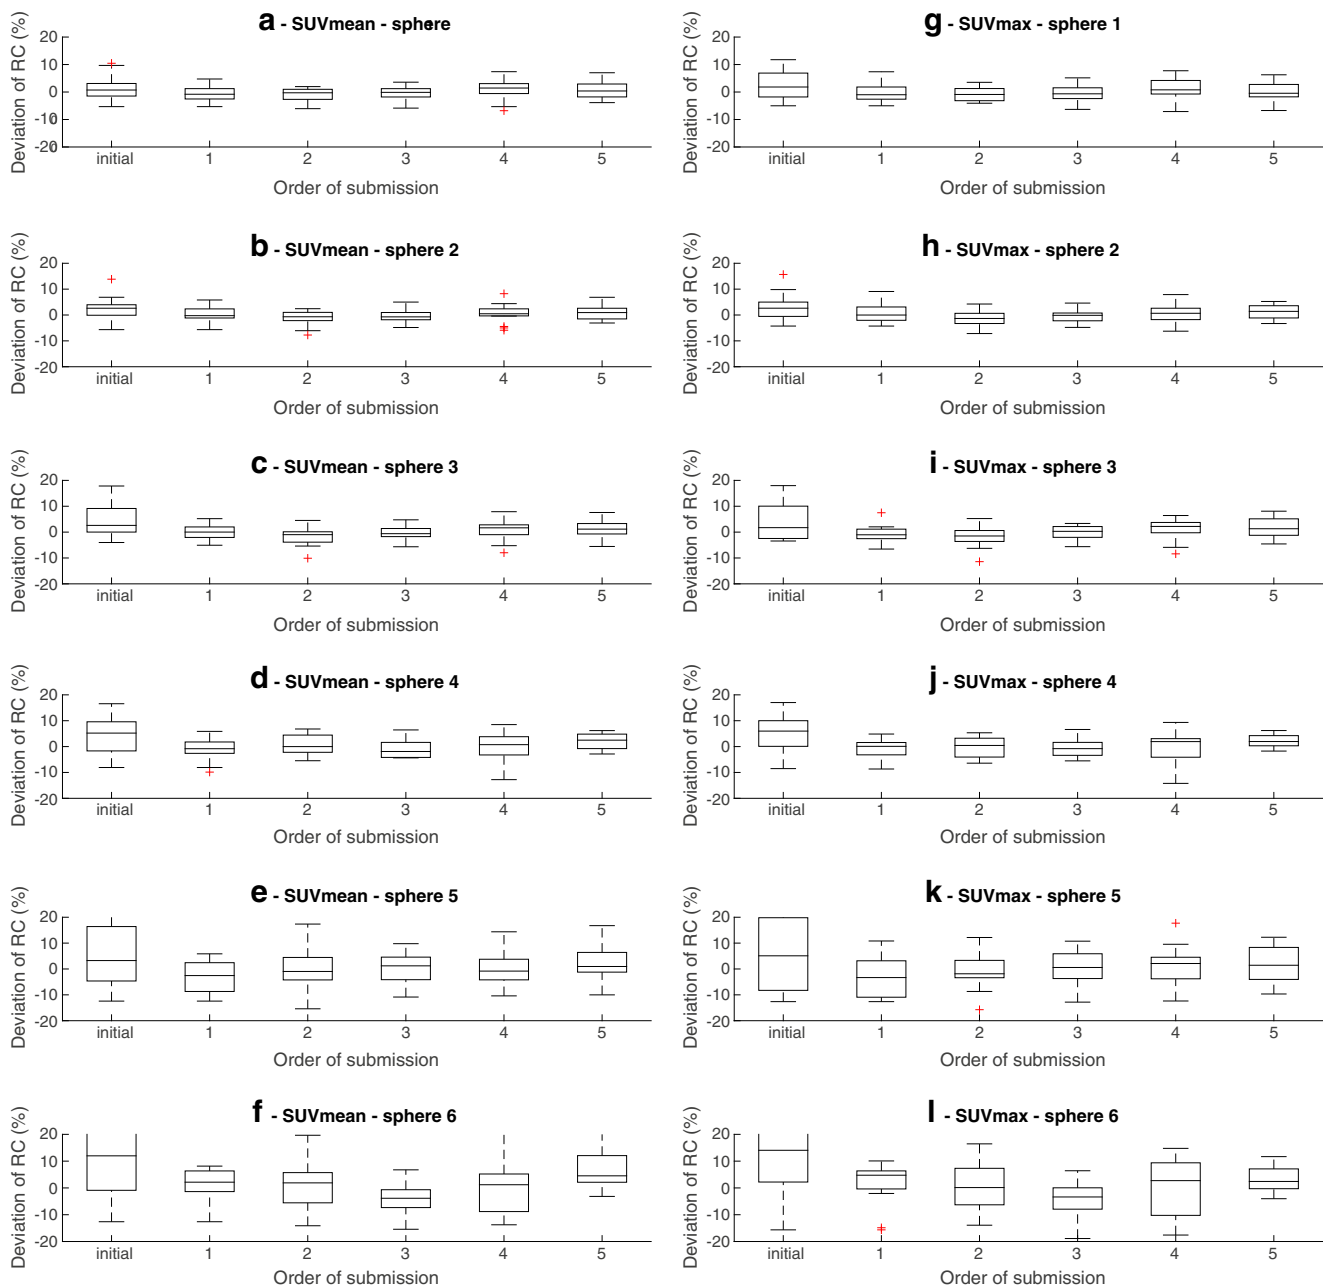 a - SUVmean - sphere
Deviation of RC (%)
20
10
0
-10
-20
initial 1 2 3 4 5
Order of submission
g - SUVmax - sphere 1
Deviation of RC (%)
20
10
0
-10
-20
initial 1 2 3 4 5
Order of submission
b - SUVmean - sphere 2
Deviation of RC (%)
20
10
0
-10
-20
initial 1 2 3 4 5
Order of submission
h - SUVmax - sphere 2
Deviation of RC (%)
20
10
0
-10
-20
initial 1 2 3 4 5
Order of submission
c - SUVmean - sphere 3
Deviation of RC (%)
20
10
0
-10
-20
initial 1 2 3 4 5
Order of submission
i - SUVmax - sphere 3
Deviation of RC (%)
20
10
0
-10
-20
initial 1 2 3 4 5
Order of submission
d - SUVmean - sphere 4
Deviation of RC (%)
20
10
0
-10
-20
initial 1 2 3 4 5
Order of submission
j - SUVmax - sphere 4
Deviation of RC (%)
20
10
0
-10
-20
initial 1 2 3 4 5
Order of submission
e - SUVmean - sphere 5
Deviation of RC (%)
20
10
0
-10
-20
initial 1 2 3 4 5
Order of submission
k - SUVmax - sphere 5
Deviation of RC (%)
20
10
0
-10
-20
initial 1 2 3 4 5
Order of submission
f - SUVmean - sphere 6
Deviation of RC (%)
20
10
0
-10
-20
initial 1 2 3 4 5
Order of submission
l - SUVmax - sphere 6
Deviation of RC (%)
20
10
0
-10
-20
initial 1 2 3 4 5
Order of submission